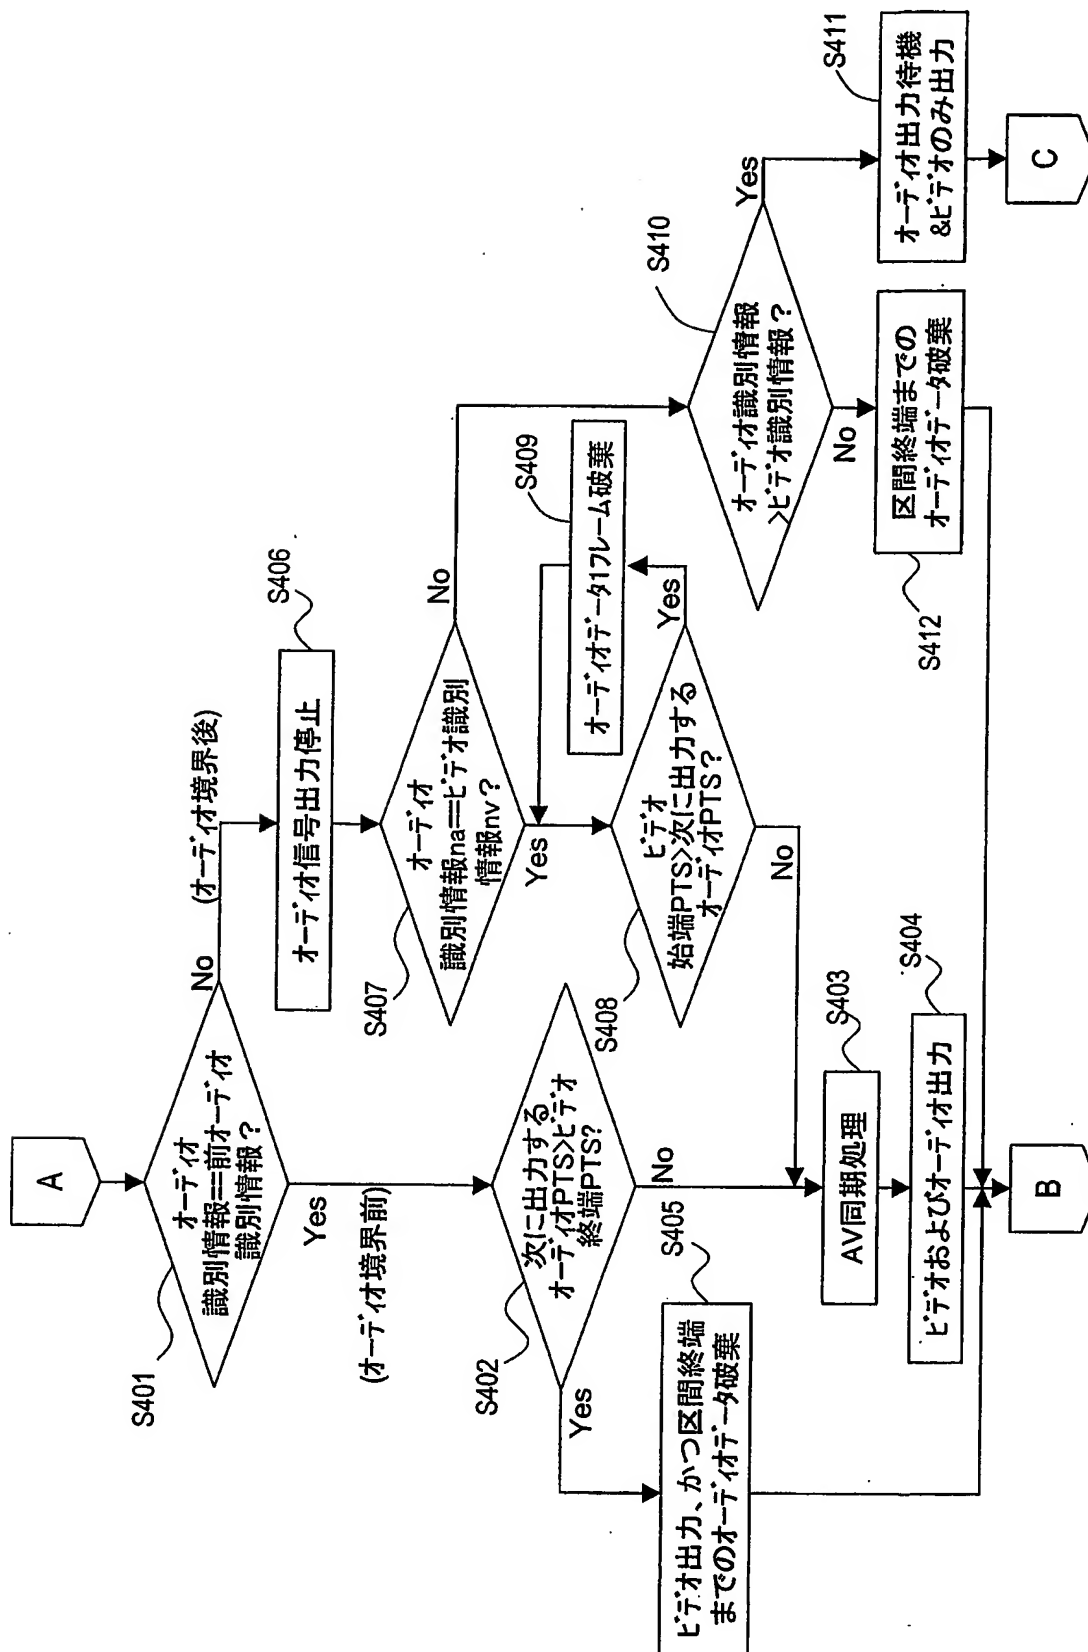 A
S401
オーディオ
識別情報==前オーディオ
識別情報?
No
(オーディオ境界後)
Yes
(オーディオ境界前)
S402
次に出力する
オーディオPTS>ビデオ
終端PTS?
Yes
No
S405
ビデオ出力、かつ区間終端
までのオーディオデータ破棄
S403
AV同期処理
S404
ビデオおよびオーディオ出力
B
S406
オーディオ信号出力停止
S407
オーディオ
識別情報na==ビデオ識別
情報nv?
No
Yes
S408
ビデオ
始端PTS>次に出力する
オーディオPTS?
Yes
No
S409
オーディオデータ1フレーム破棄
S410
オーディオ識別情報
>ビデオ識別情報?
Yes
No
S411
オーディオ出力待機
&ビデオのみ出力
C
S412
区間終端までの
オーディオデータ破棄